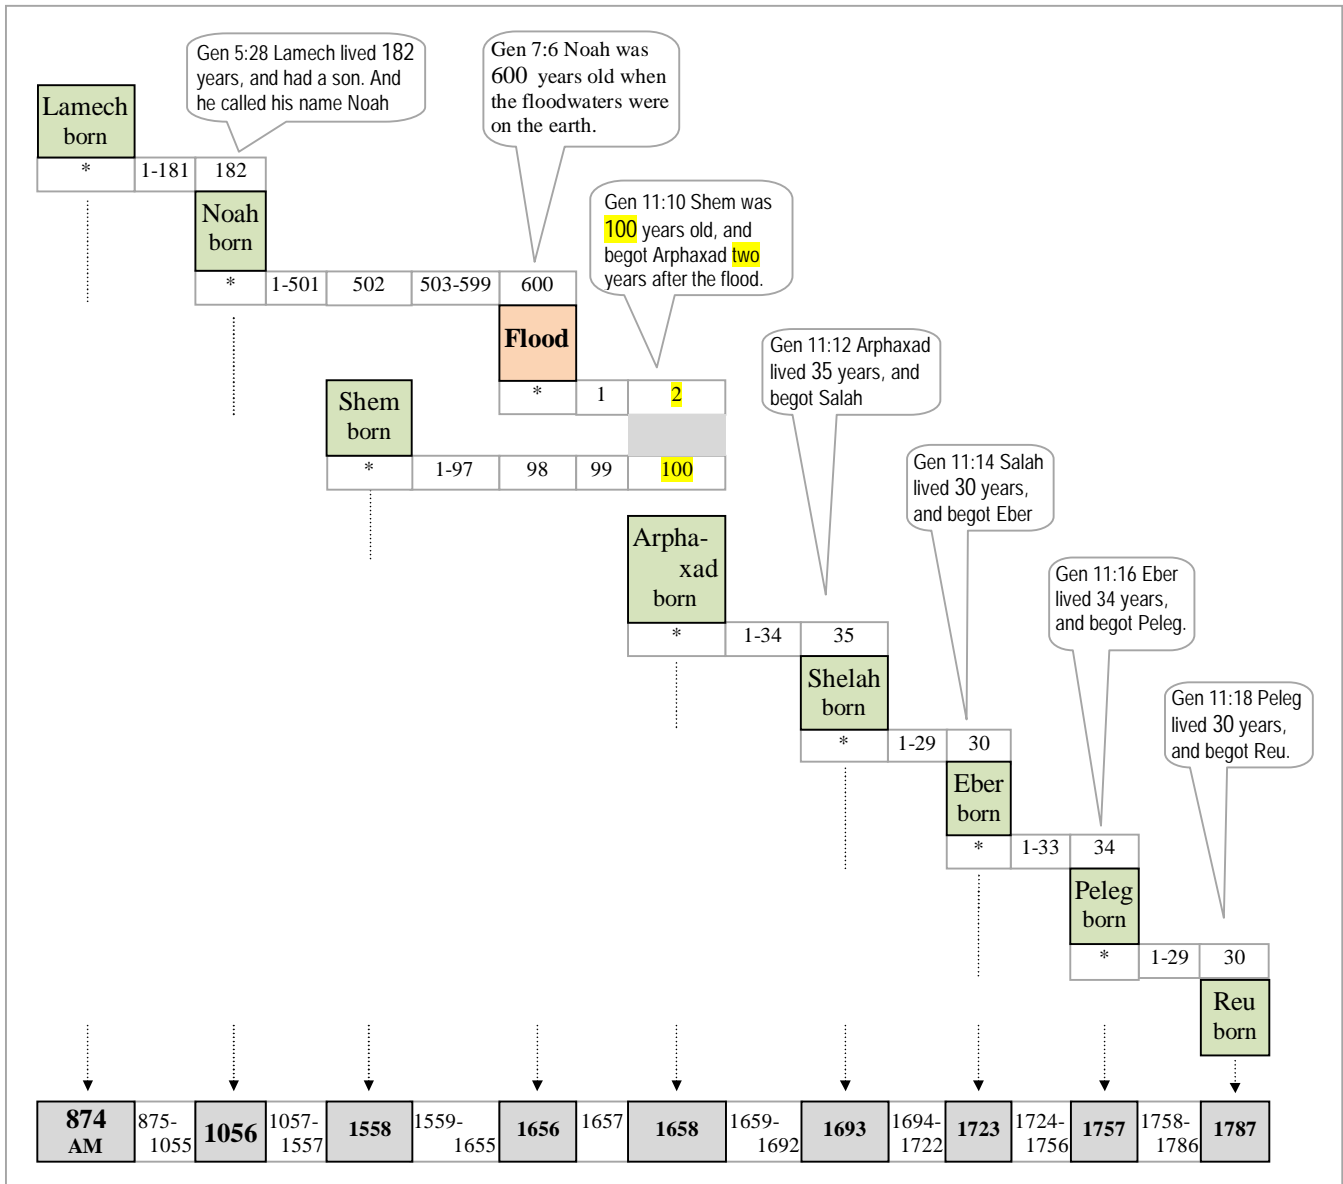 Gen 5:28 Lamech lived 182
years, and had a son. And
he called his name Noah
Gen 7:6 Noah was
600 years old when
the floodwaters were
on the earth.
Lamech
born
* 1-181 182
Noah
born
Gen 11:10 Shem was
100 years old, and
begot Arphaxad two
years after the flood.
* 1-501 502 503-599 600
Flood
Gen 11:12 Arphaxad
lived 35 years, and
begot Salah
* 1 2
Shem
born
* 1-97 98 99 100
Gen 11:14 Salah
lived 30 years,
and begot Eber
Arpha-
xad
born
Gen 11:16 Eber
lived 34 years,
and begot Peleg.
* 1-34 35
Shelah
born
Gen 11:18 Peleg
lived 30 years,
and begot Reu.
* 1-29 30
Eber
born
* 1-33 34
Peleg
born
* 1-29 30
Reu
born
874
AM
875-
1055
1056
1057-
1557
1558
1559-
1655
1656
1657
1658
1659-
1692
1693
1694-
1722
1723
1724-
1756
1757
1758-
1786
1787